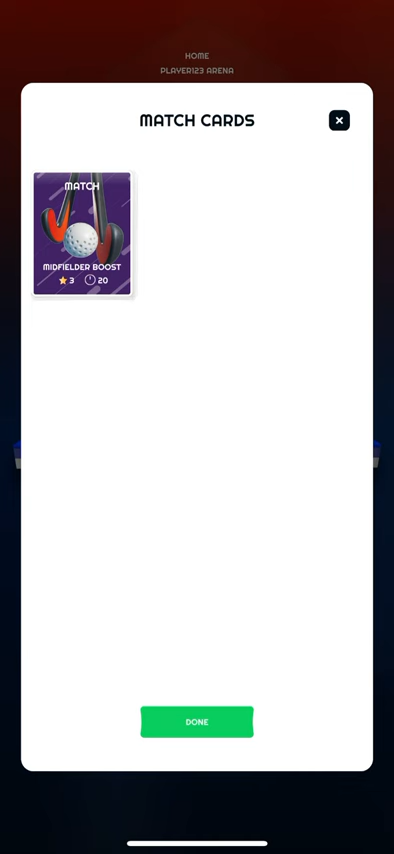 HOME
PLAYER123 ARENA
MATCH CARDS
MATCH
MIDFIELDER BOOST
3 20
DONE